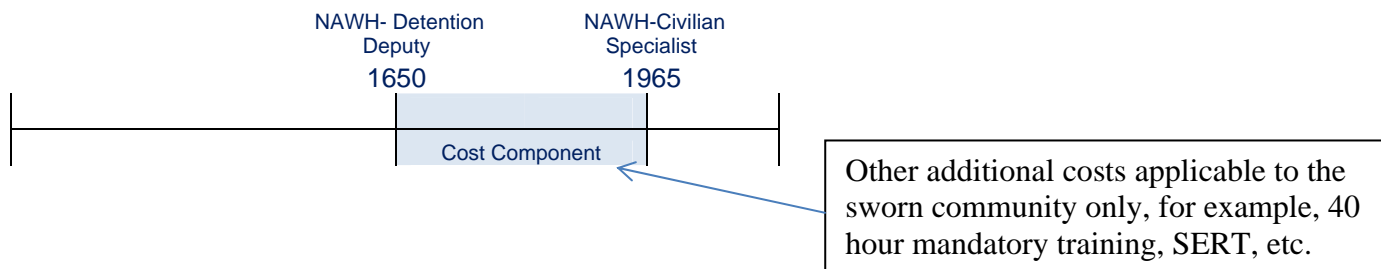 NAWH- Detention
Deputy
1650
NAWH-Civilian
Specialist
1965
Cost Component
Other additional costs applicable to the
sworn community only, for example, 40
hour mandatory training, SERT, etc.